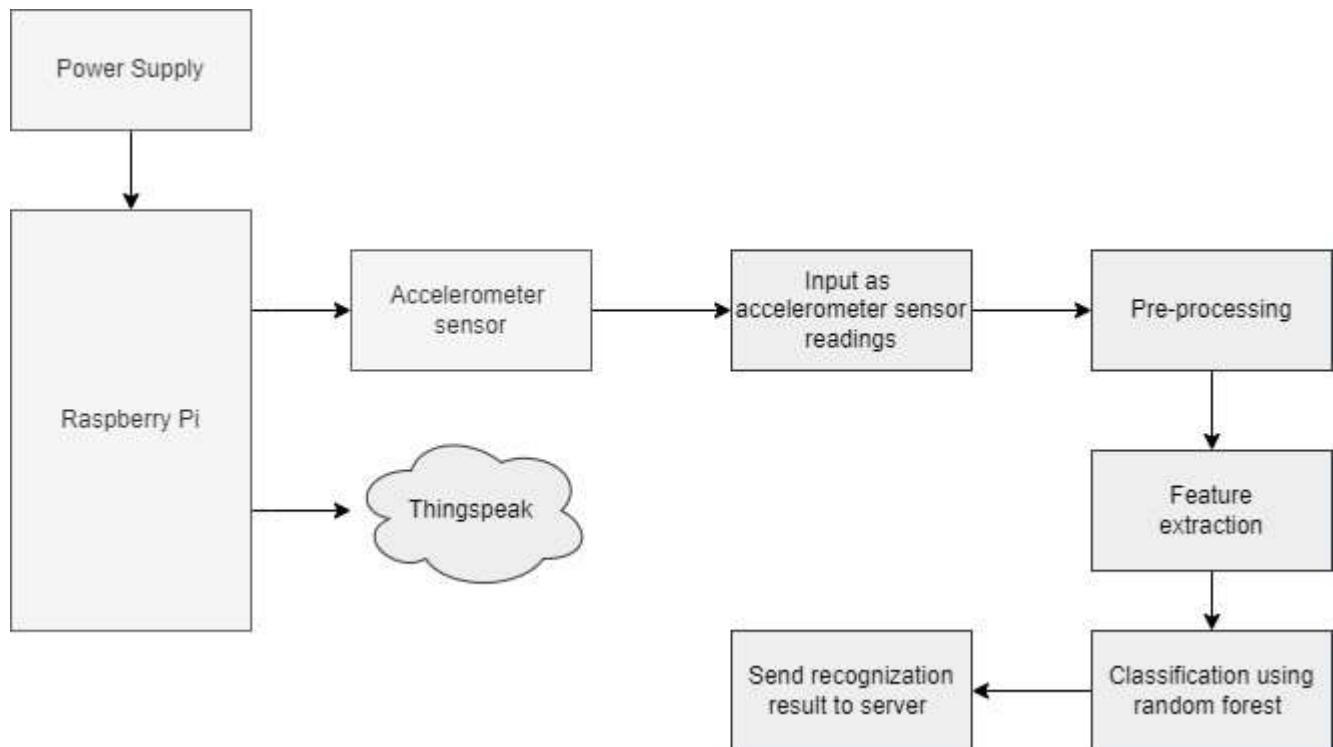 Power Supply
Raspberry Pi
Accelerometer
sensor
Input as
accelerometer sensor
readings
Pre-processing
Thingspeak
Feature
extraction
Send recognization
result to server
Classification using
random forest